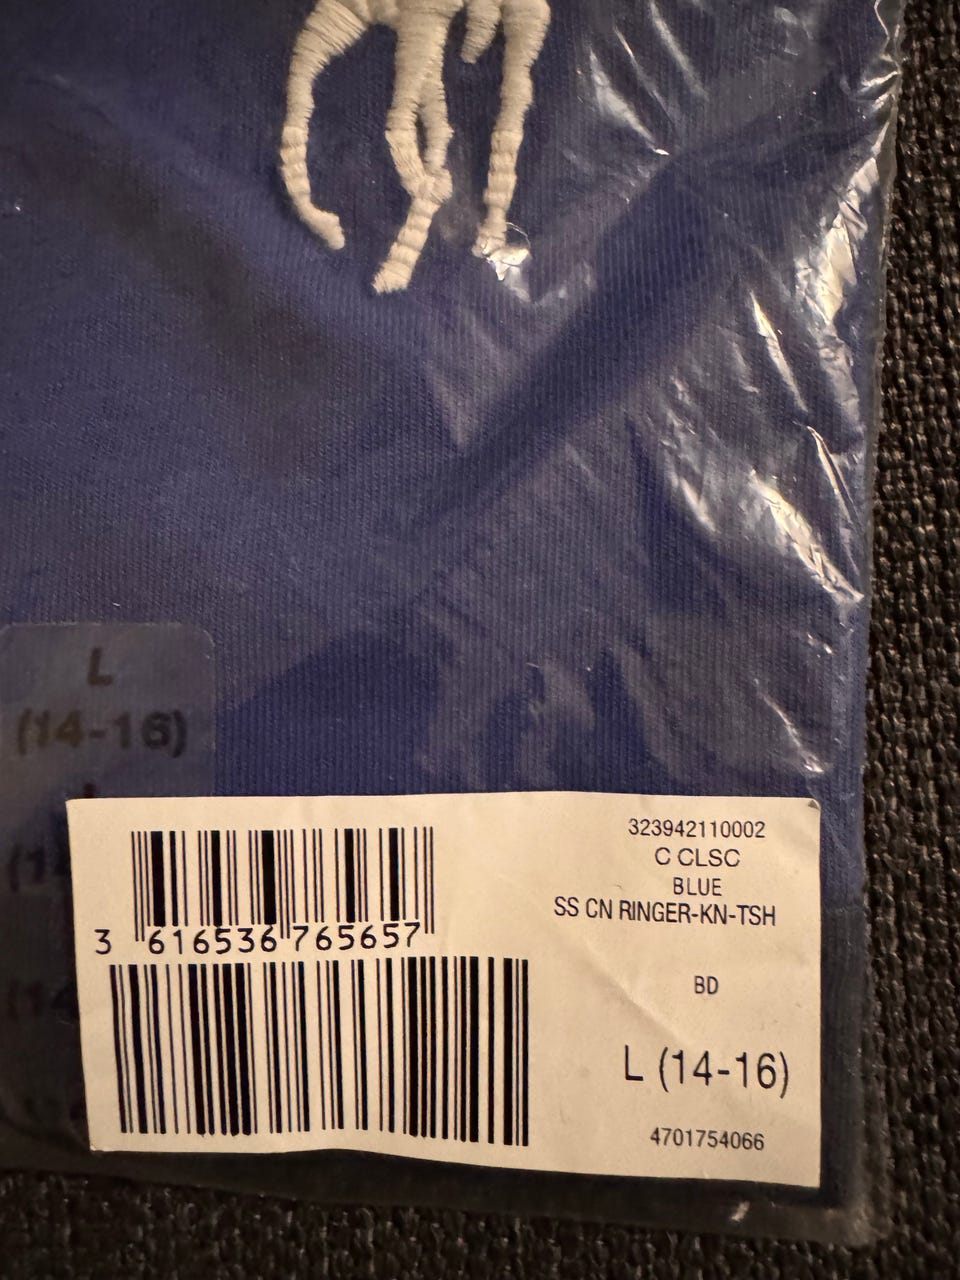 L
(14-16)
323942110002
C CLSC
BLUE
SS CN RINGER-KN-TSH
3 616536 765657
BD
L (14-16)
4701754066